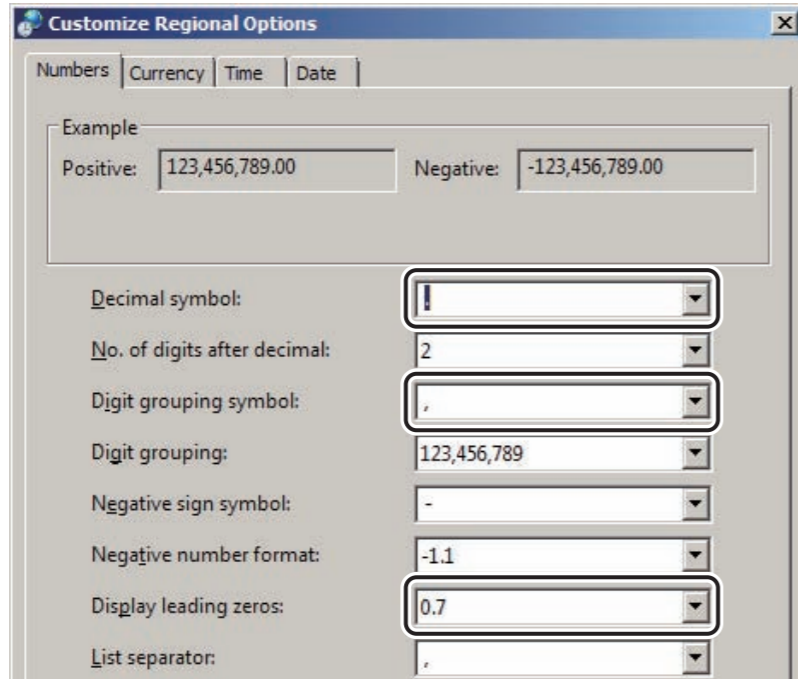 Customize Regional Options
Numbers Currency Time Date
Example
Positive: 123,456,789.00 Negative: -123,456,789.00
Decimal symbol: .
No. of digits after decimal: 2
Digit grouping symbol: ,
Digit grouping: 123,456,789
Negative sign symbol: -
Negative number format: -1.1
Display leading zeros: 0.7
List separator: ,